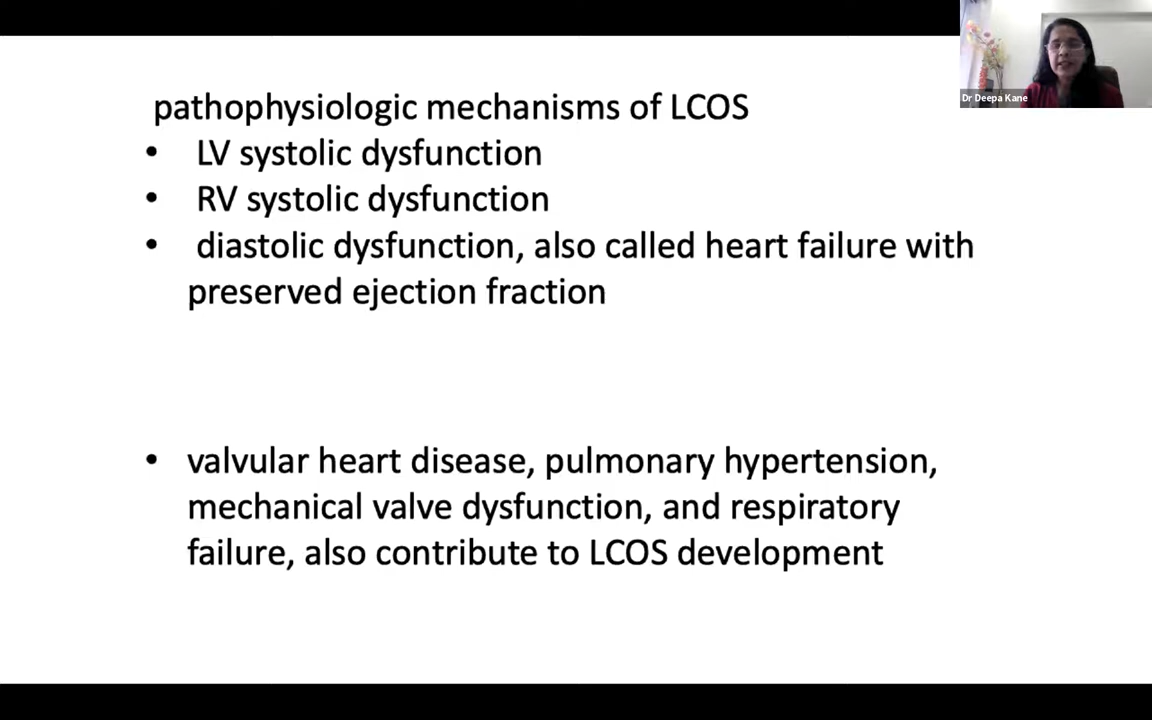 Dr Deepa Kane
pathophysiologic mechanisms of LCOS
• LV systolic dysfunction
• RV systolic dysfunction
• diastolic dysfunction, also called heart failure with
preserved ejection fraction
• valvular heart disease, pulmonary hypertension,
mechanical valve dysfunction, and respiratory
failure, also contribute to LCOS development